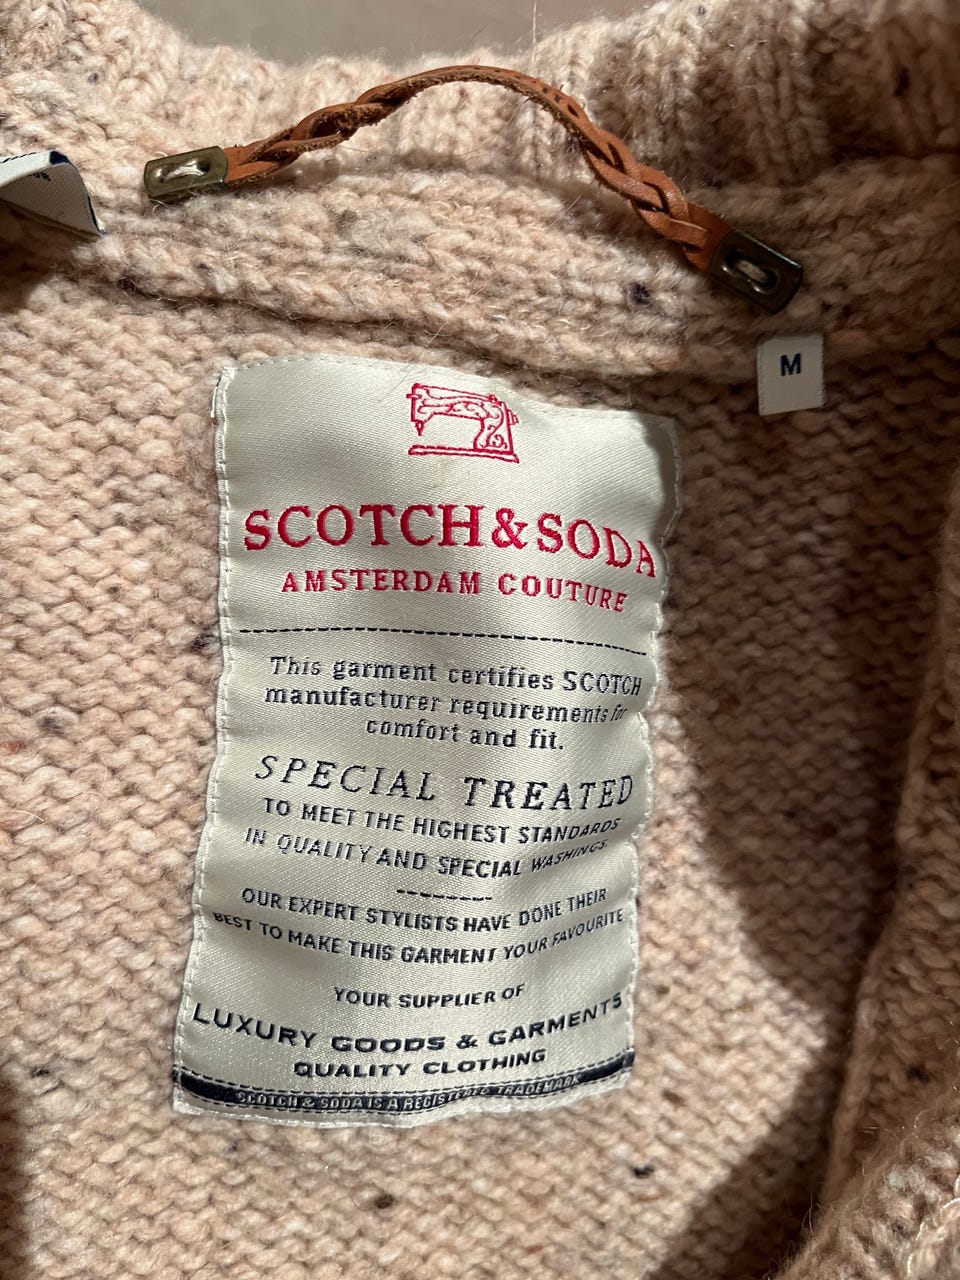 M
SCOTCH & SODA
AMSTERDAM COUTURE
This garment certifies SCOTCH
manufacturer requirements for
comfort and fit.
SPECIAL TREATED
TO MEET THE HIGHEST STANDARDS
IN QUALITY AND SPECIAL WASHINGS.
OUR EXPERT STYLISTS HAVE DONE THEIR
BEST TO MAKE THIS GARMENT YOUR FAVOURITE
YOUR SUPPLIER OF
LUXURY GOODS & GARMENTS
QUALITY CLOTHING
SCOTCH & SODA IS A REGISTERED TRADEMARK